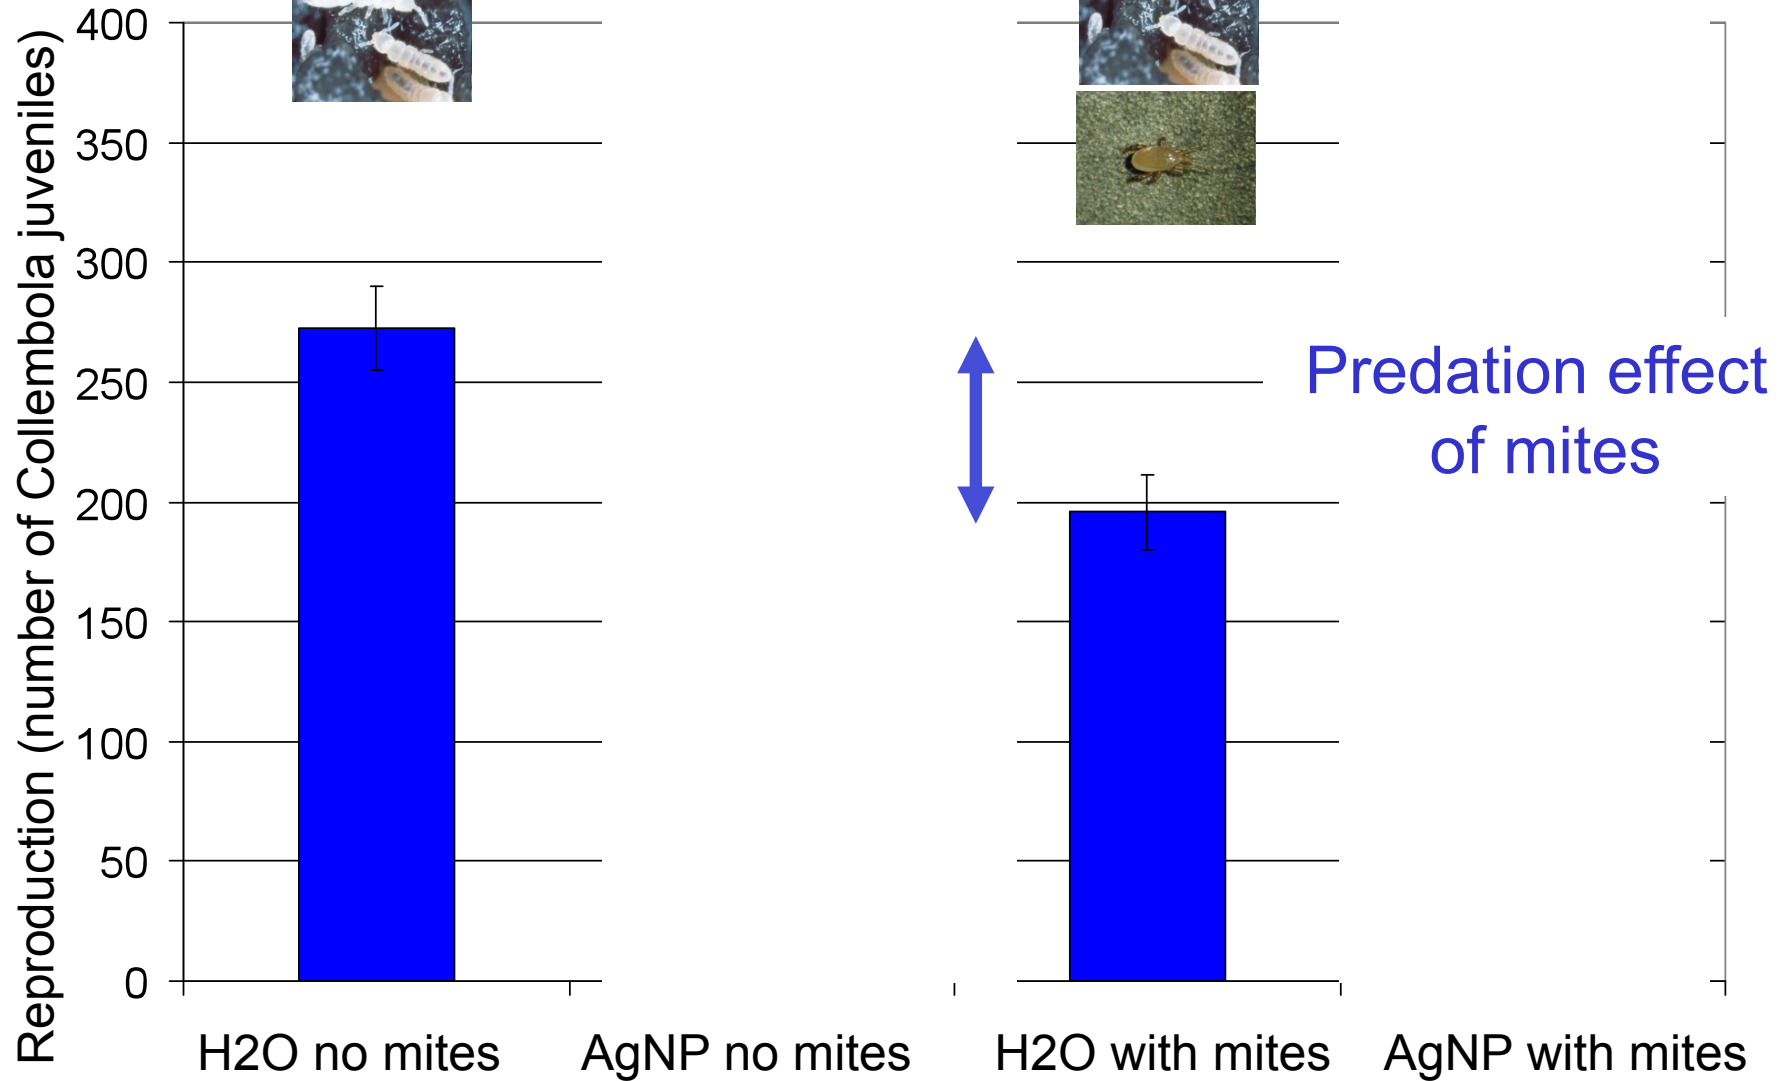 Reproduction (number of Collembola juveniles)
400
350
300
250
200
150
100
50
0
Predation effect
of mites
H2O no mites
AgNP no mites
H2O with mites
AgNP with mites